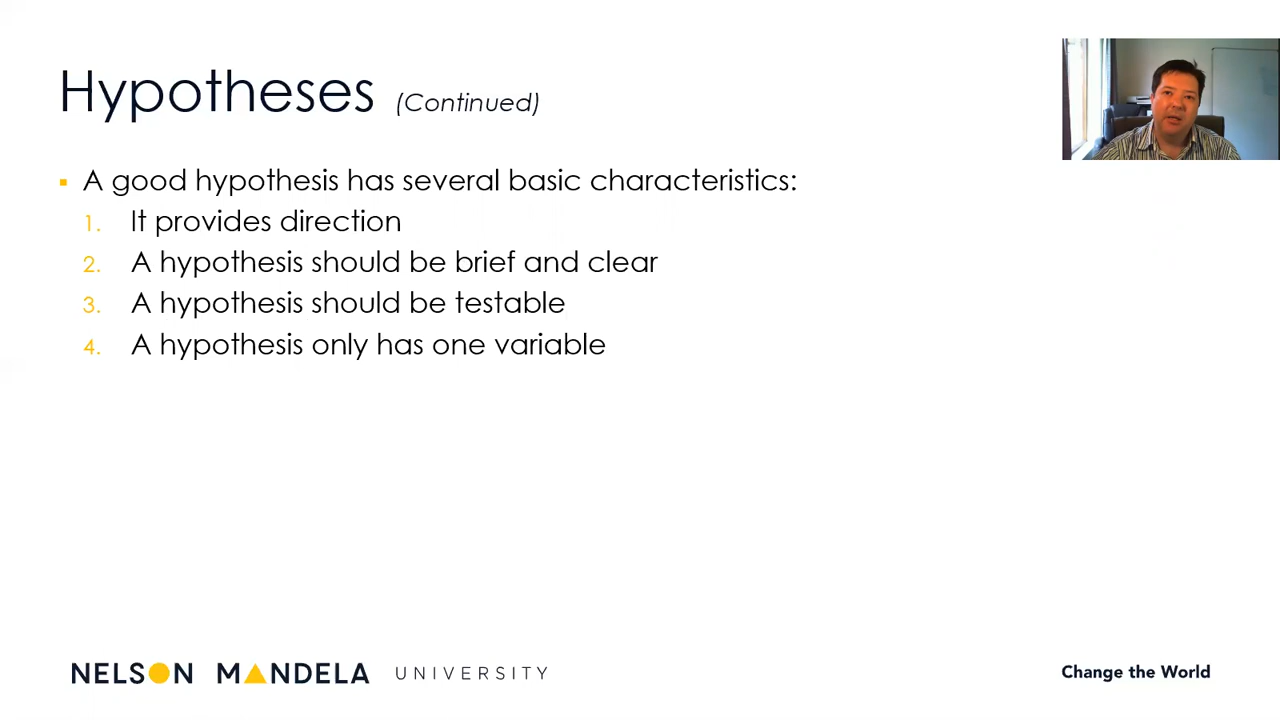 Hypotheses (Continued)
▪ A good hypothesis has several basic characteristics:
1. It provides direction
2. A hypothesis should be brief and clear
3. A hypothesis should be testable
4. A hypothesis only has one variable
NELSON MANDELA UNIVERSITY
Change the World